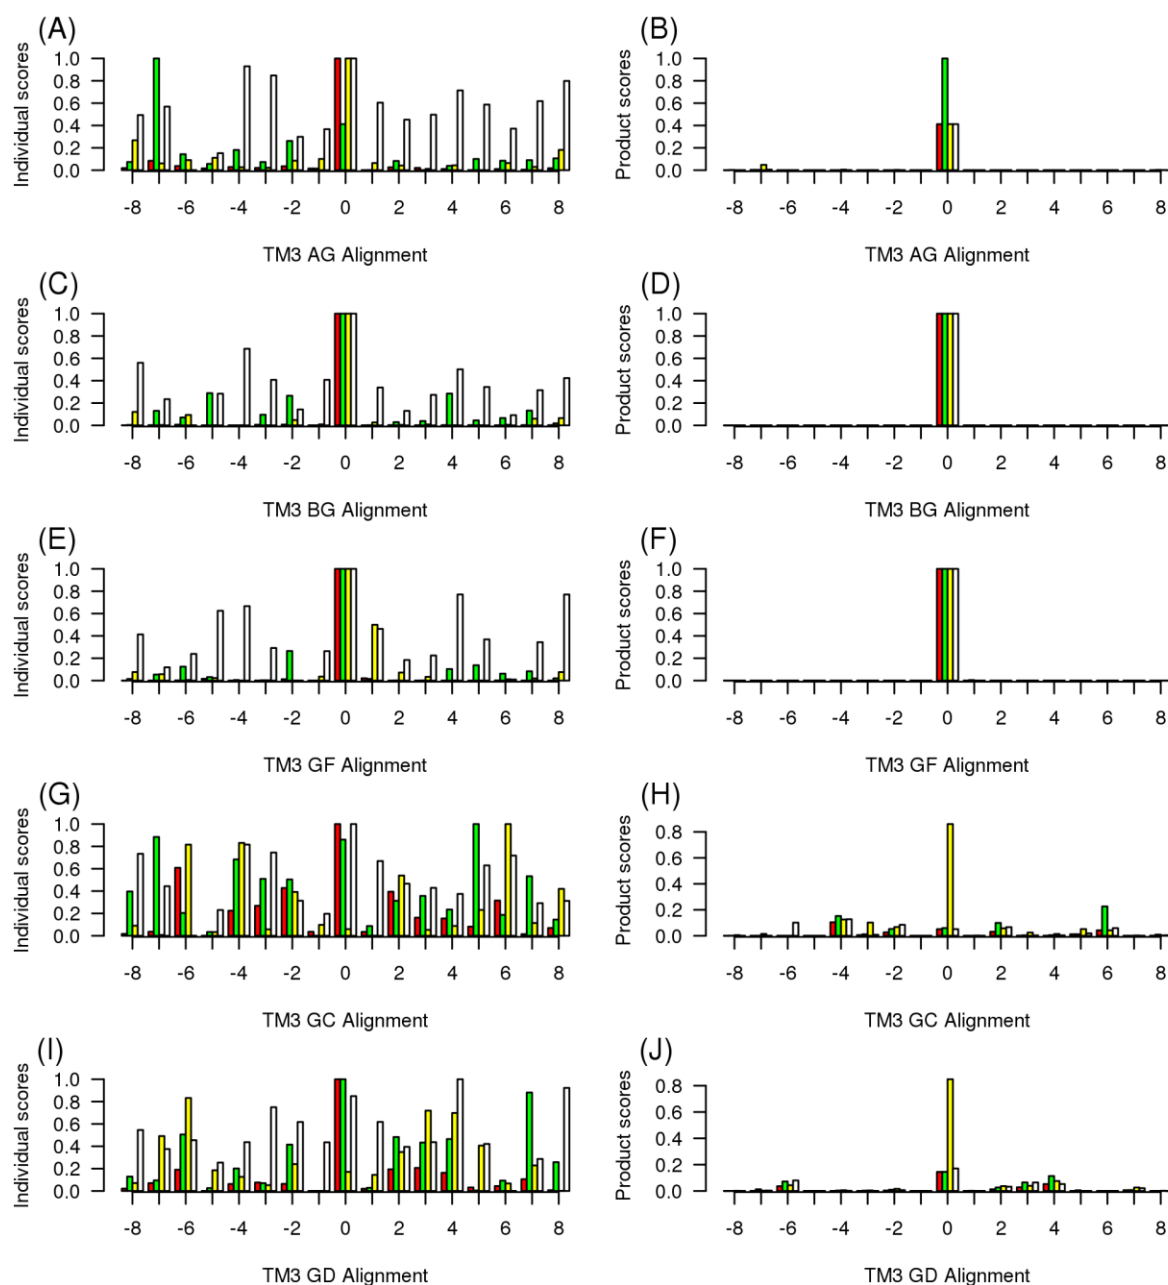 (A) (B)
Individual scores Product scores
1.0 1.0
0.8 0.8
0.6 0.6
0.4 0.4
0.2 0.2
0.0 0.0
-8 -6 -4 -2 0 2 4 6 8 -8 -6 -4 -2 0 2 4 6 8
TM3 AG Alignment TM3 AG Alignment
(C) (D)
Individual scores Product scores
1.0 1.0
0.8 0.8
0.6 0.6
0.4 0.4
0.2 0.2
0.0 0.0
-8 -6 -4 -2 0 2 4 6 8 -8 -6 -4 -2 0 2 4 6 8
TM3 BG Alignment TM3 BG Alignment
(E) (F)
Individual scores Product scores
1.0 1.0
0.8 0.8
0.6 0.6
0.4 0.4
0.2 0.2
0.0 0.0
-8 -6 -4 -2 0 2 4 6 8 -8 -6 -4 -2 0 2 4 6 8
TM3 GF Alignment TM3 GF Alignment
(G) (H)
Individual scores Product scores
1.0
0.8 0.8
0.6 0.6
0.4 0.4
0.2 0.2
0.0 0.0
-8 -6 -4 -2 0 2 4 6 8 -8 -6 -4 -2 0 2 4 6 8
TM3 GC Alignment TM3 GC Alignment
(I) (J)
Individual scores Product scores
1.0
0.8 0.8
0.6 0.6
0.4 0.4
0.2 0.2
0.0 0.0
-8 -6 -4 -2 0 2 4 6 8 -8 -6 -4 -2 0 2 4 6 8
TM3 GD Alignment TM3 GD Alignment